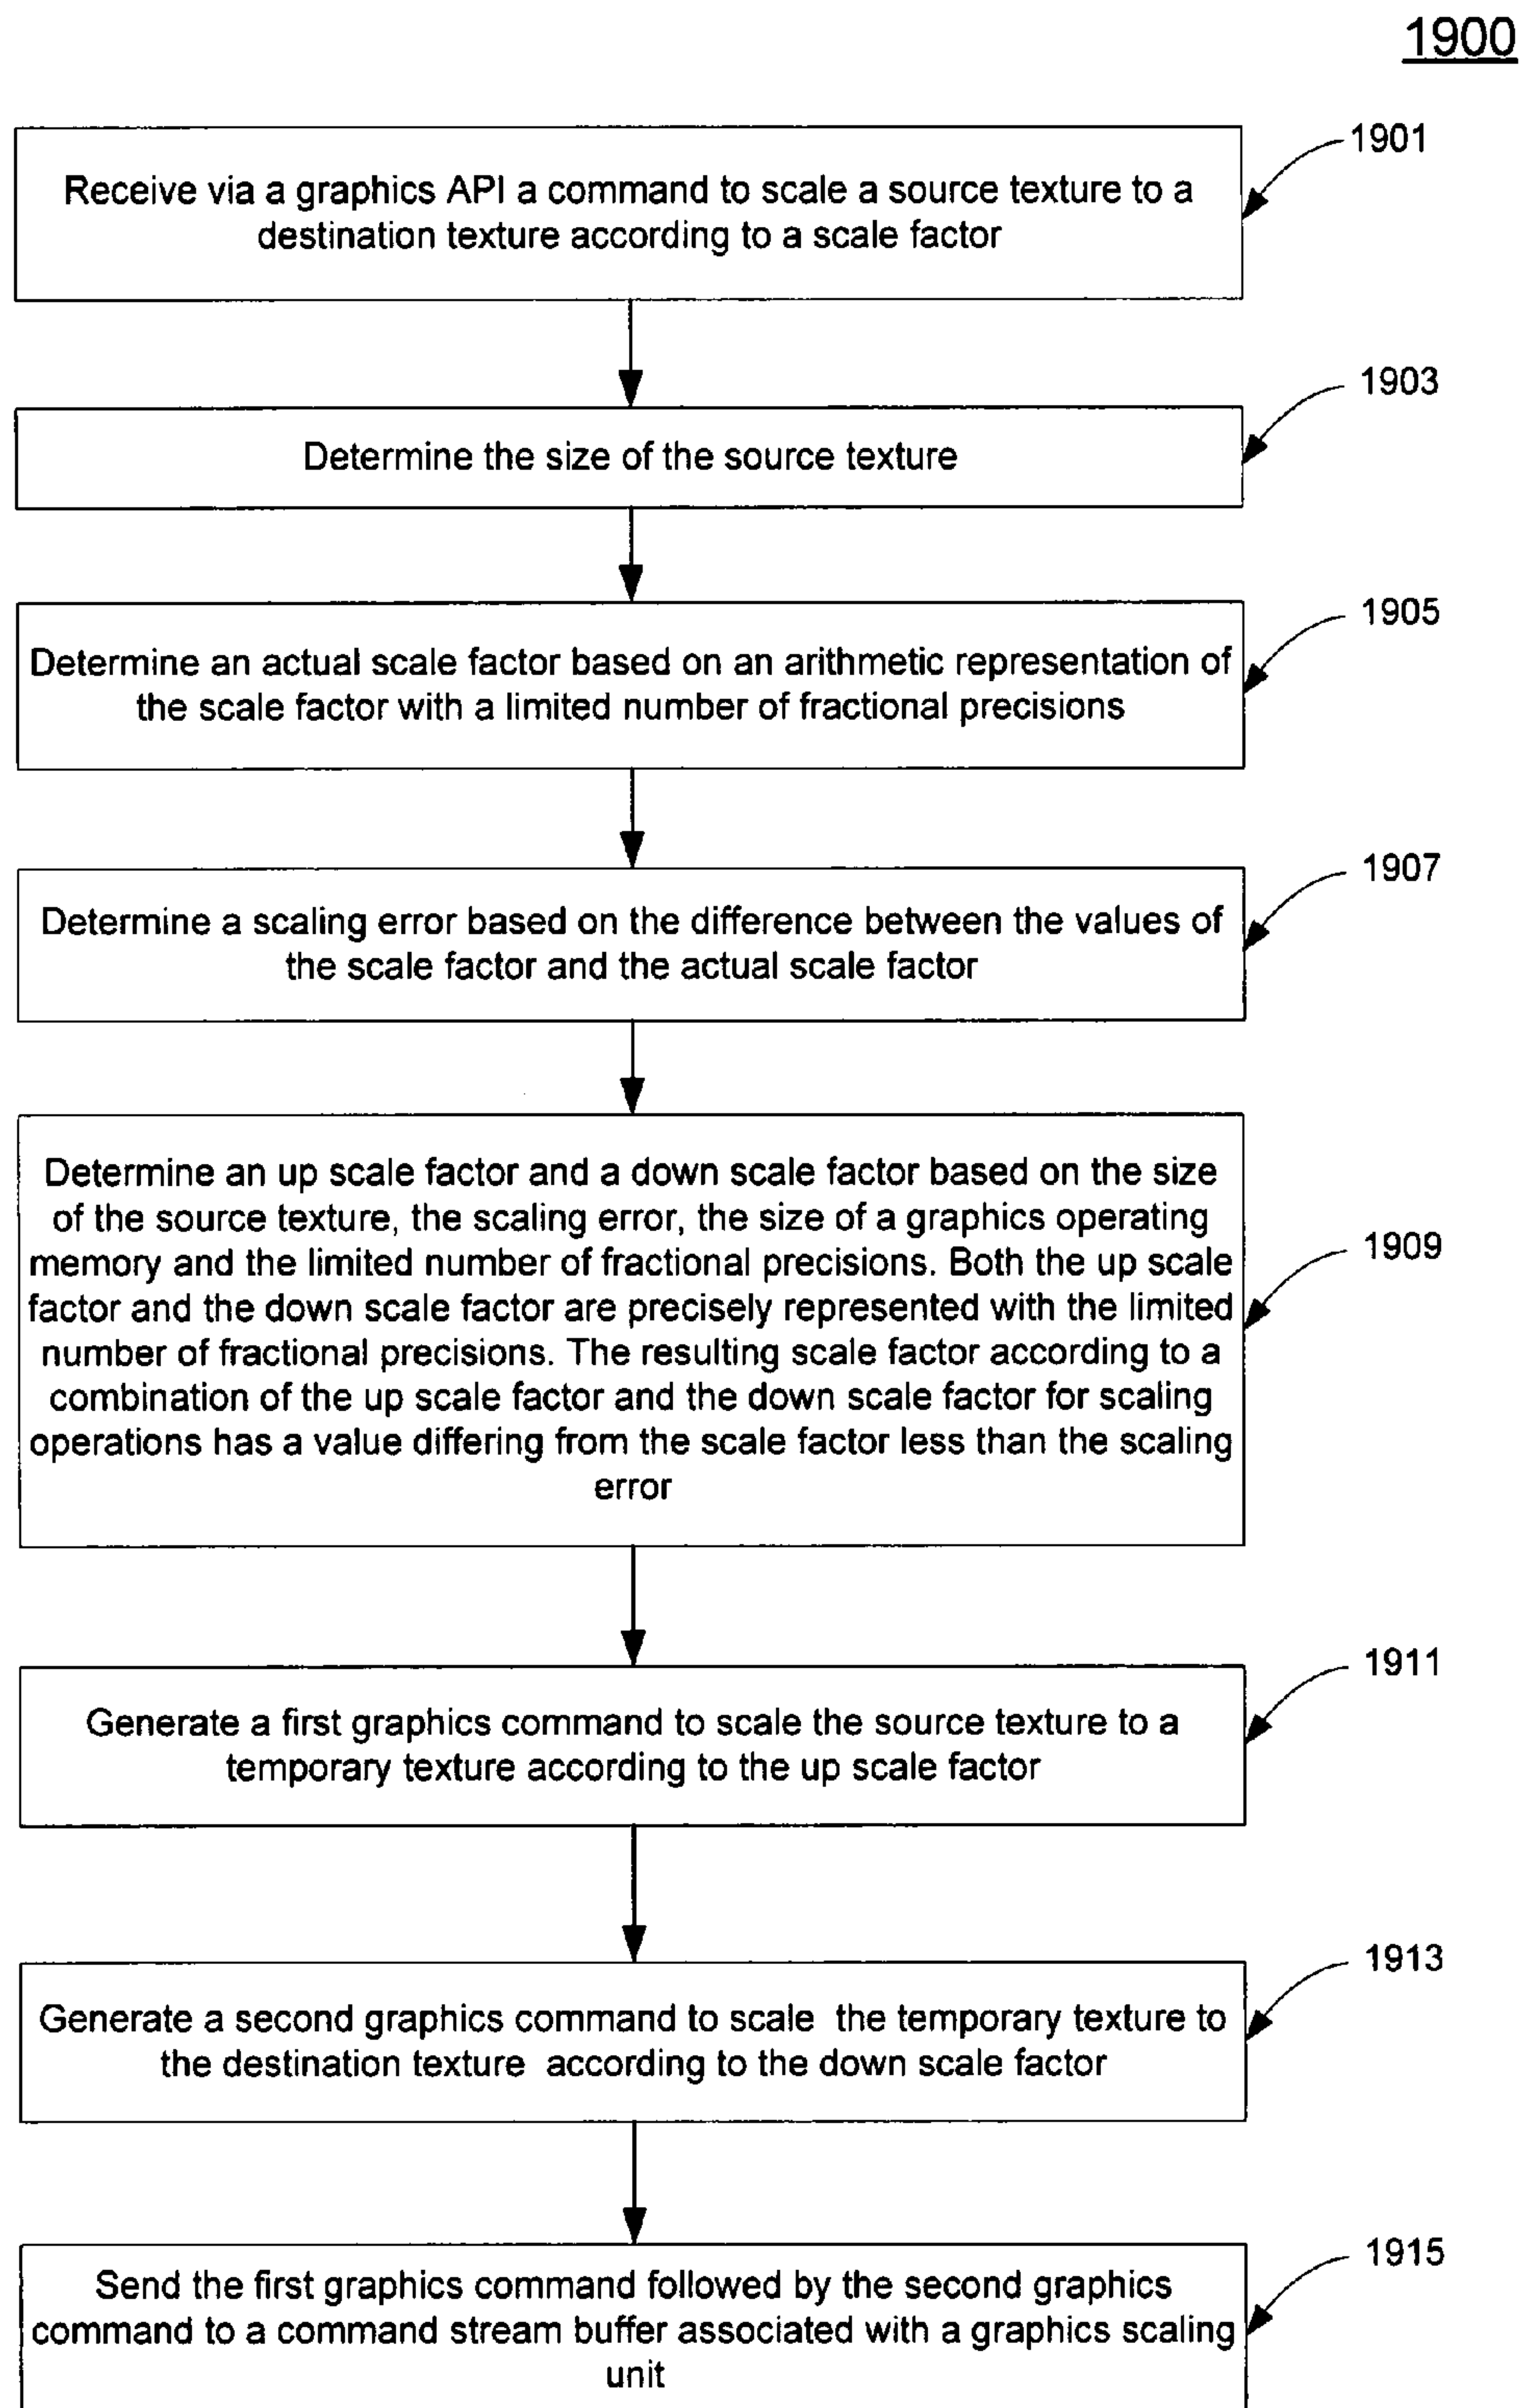 1900
1901
Receive via a graphics API a command to scale a source texture to a
destination texture according to a scale factor
1903
Determine the size of the source texture
1905
Determine an actual scale factor based on an arithmetic representation of
the scale factor with a limited number of fractional precisions
1907
Determine a scaling error based on the difference between the values of
the scale factor and the actual scale factor
1909
Determine an up scale factor and a down scale factor based on the size
of the source texture, the scaling error, the size of a graphics operating
memory and the limited number of fractional precisions. Both the up scale
factor and the down scale factor are precisely represented with the limited
number of fractional precisions. The resulting scale factor according to a
combination of the up scale factor and the down scale factor for scaling
operations has a value differing from the scale factor less than the scaling
error
1911
Generate a first graphics command to scale the source texture to a
temporary texture according to the up scale factor
1913
Generate a second graphics command to scale the temporary texture to
the destination texture according to the down scale factor
1915
Send the first graphics command followed by the second graphics
command to a command stream buffer associated with a graphics scaling
unit